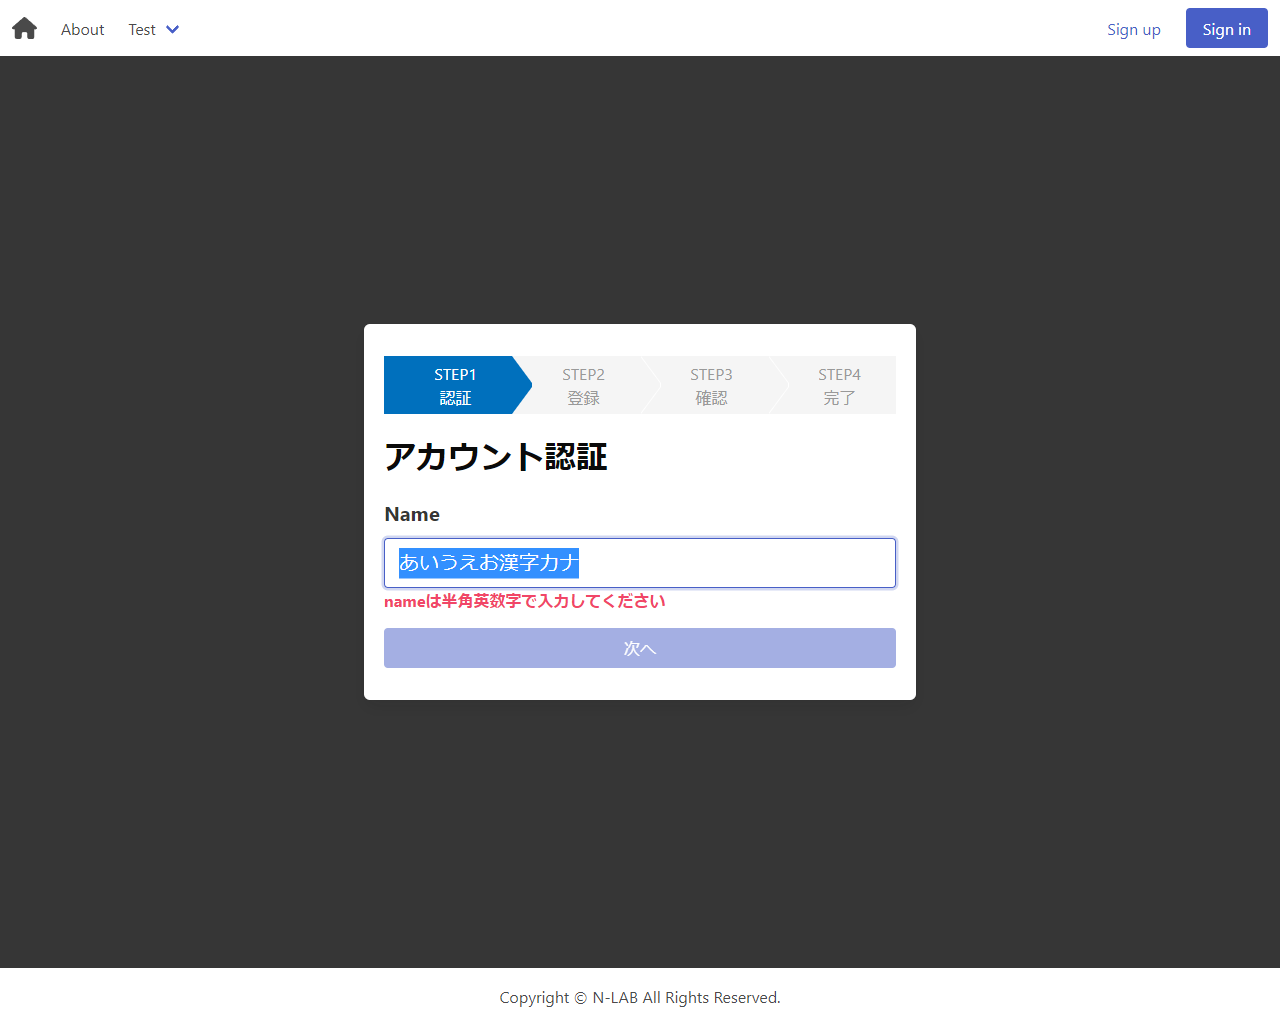 About
Test
Sign up
Sign in
STEP1
認証
STEP2
登録
STEP3
確認
STEP4
完了
アカウント認証
Name
あいうえお漢字カナ
nameは半角英数字で入力してください
次へ
Copyright © N-LAB All Rights Reserved.